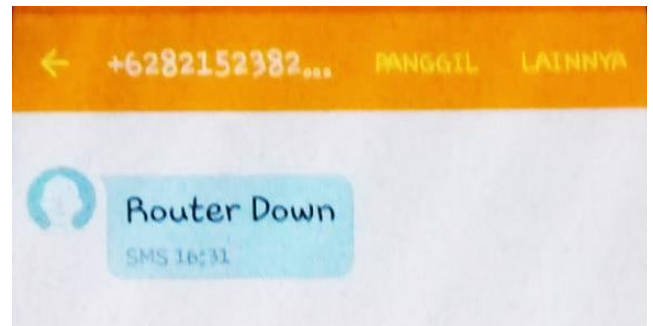 ← +6282152382... PANGGIL LAINNYA
Router Down
SMS 16:31